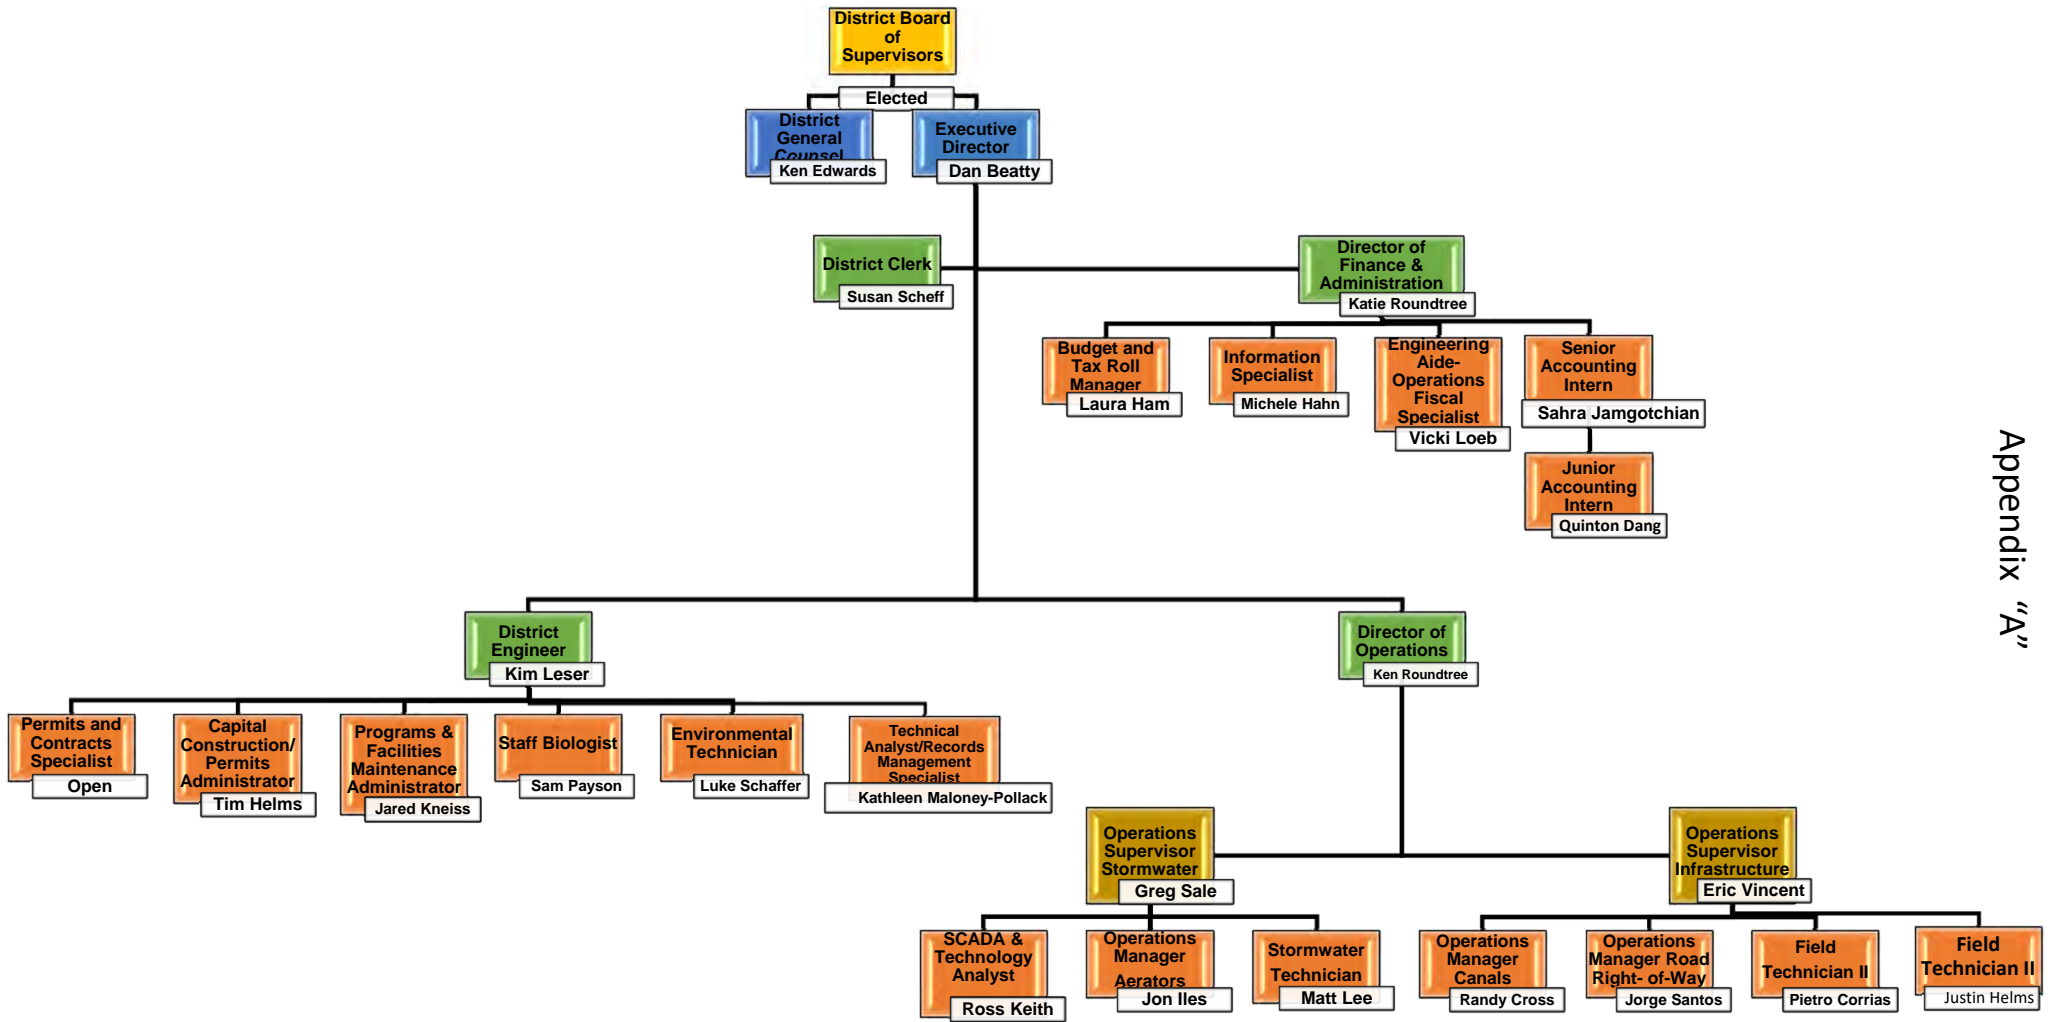 District Board
of
Supervisors
Elected
District
General
Counsel
Ken Edwards
Executive
Director
Dan Beatty
District Clerk
Susan Scheff
Director of
Finance &
Administration
Katie Roundtree
Budget and
Tax Roll
Manager
Laura Ham
Information
Specialist
Michele Hahn
Engineering
Aide-
Operations
Fiscal
Specialist
Vicki Loeb
Senior
Accounting
Intern
Sahra Jamgotchian
Junior
Accounting
Intern
Quinton Dang
Appendix “A”
District
Engineer
Kim Leser
Director of
Operations
Ken Roundtree
Permits and
Contracts
Specialist
Open
Capital
Construction/
Permits
Administrator
Tim Helms
Programs &
Facilities
Maintenance
Administrator
Jared Kneiss
Staff Biologist
Sam Payson
Environmental
Technician
Luke Schaffer
Technical
Analyst/Records
Management
Specialist
Kathleen Maloney-Pollack
Operations
Supervisor
Stormwater
Greg Sale
Operations
Supervisor
Infrastructure
Eric Vincent
SCADA &
Technology
Analyst
Ross Keith
Operations
Manager
Aerators
Jon Iles
Stormwater
Technician
Matt Lee
Operations
Manager
Canals
Randy Cross
Operations
Manager Road
Right- of-Way
Jorge Santos
Field
Technician II
Pietro Corrias
Field
Technician II
Justin Helms